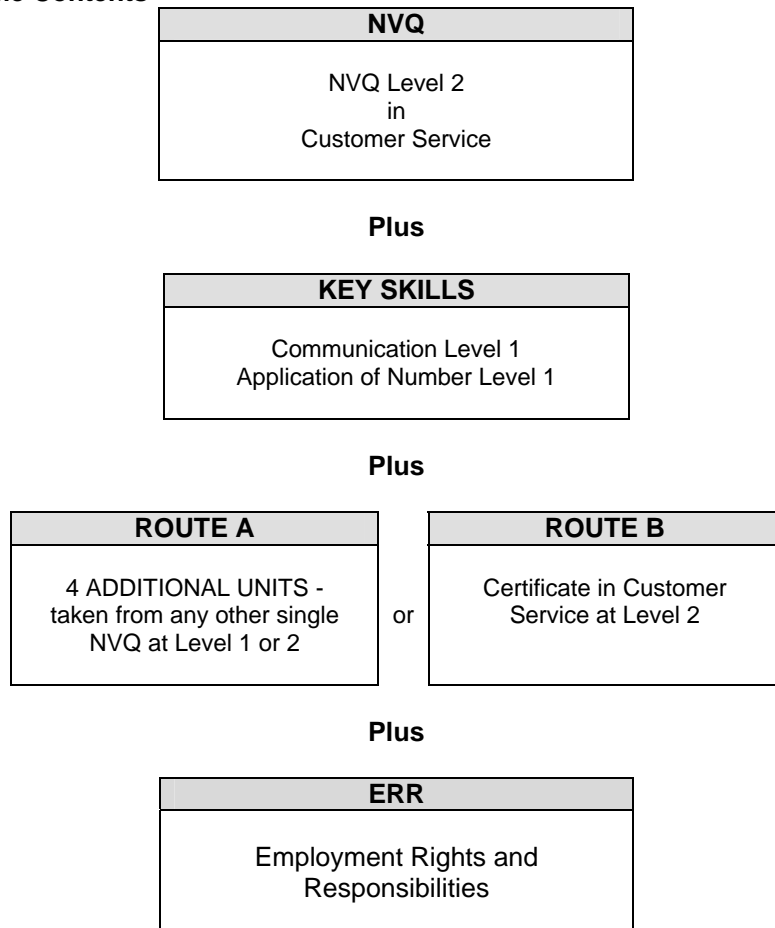 NVQ
NVQ Level 2
in
Customer Service
Plus
KEY SKILLS
Communication Level 1
Application of Number Level 1
Plus
ROUTE A
4 ADDITIONAL UNITS -
taken from any other single
NVQ at Level 1 or 2
or
ROUTE B
Certificate in Customer
Service at Level 2
Plus
ERR
Employment Rights and
Responsibilities